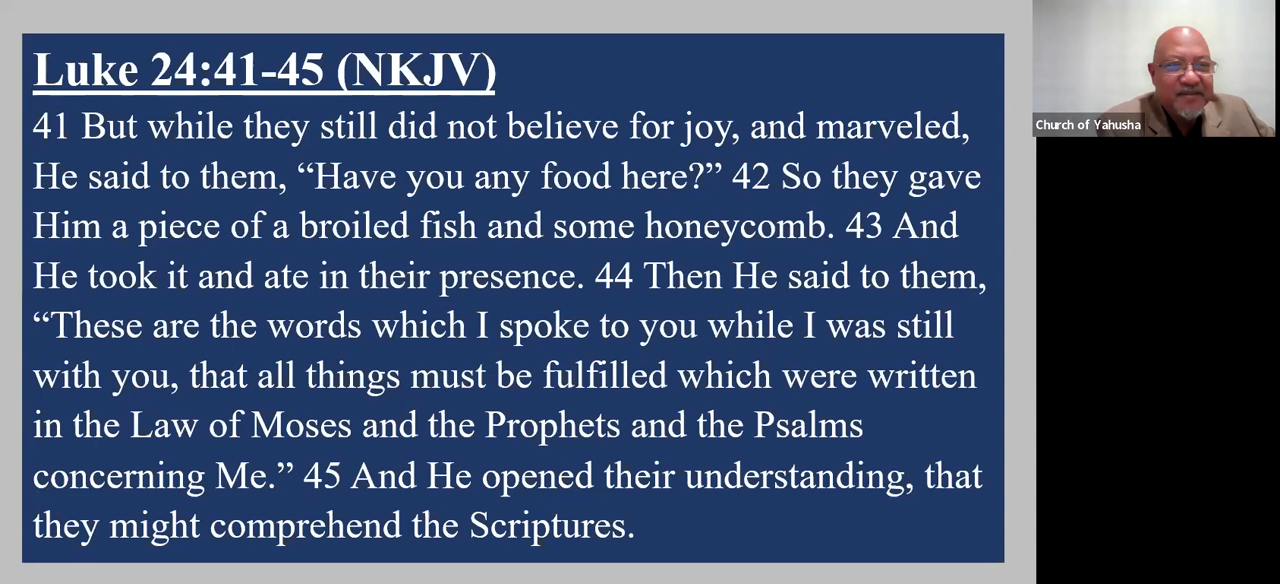 Luke 24:41-45 (NKJV)
41 But while they still did not believe for joy, and marveled,
He said to them, “Have you any food here?” 42 So they gave
Him a piece of a broiled fish and some honeycomb. 43 And
He took it and ate in their presence. 44 Then He said to them,
“These are the words which I spoke to you while I was still
with you, that all things must be fulfilled which were written
in the Law of Moses and the Prophets and the Psalms
concerning Me.” 45 And He opened their understanding, that
they might comprehend the Scriptures.
Church of Yahusha